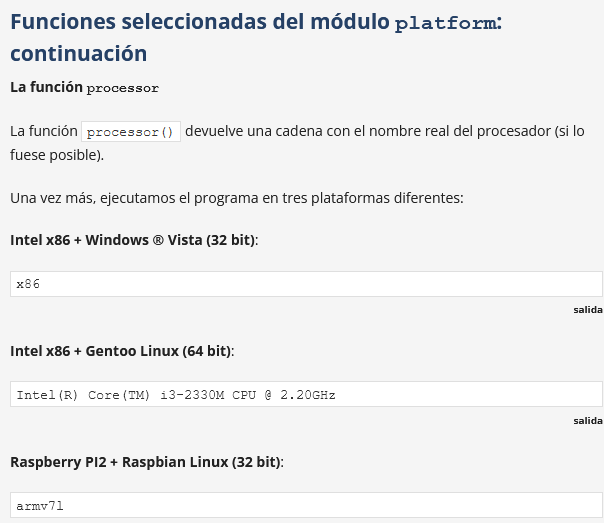 Funciones seleccionadas del módulo platform:
continuación
La función processor
La función processor() devuelve una cadena con el nombre real del procesador (si lo
fuese posible).
Una vez más, ejecutamos el programa en tres plataformas diferentes:
Intel x86 + Windows ® Vista (32 bit):
x86
salida
Intel x86 + Gentoo Linux (64 bit):
Intel(R) Core(TM) i3-2330M CPU @ 2.20GHz
salida
Raspberry PI2 + Raspbian Linux (32 bit):
armv7l